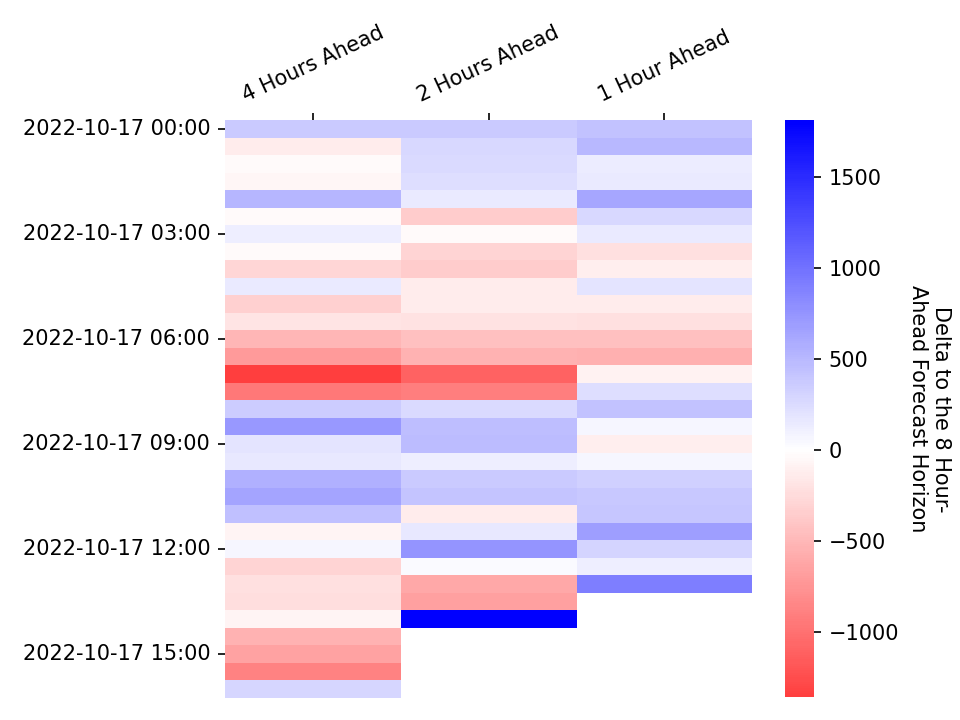 4 Hours Ahead
2 Hours Ahead
1 Hour Ahead
2022-10-17 00:00
2022-10-17 03:00
2022-10-17 06:00
2022-10-17 09:00
2022-10-17 12:00
2022-10-17 15:00
1500
1000
500
0
−500
−1000
Delta to the 8 Hour-
Ahead Forecast Horizon